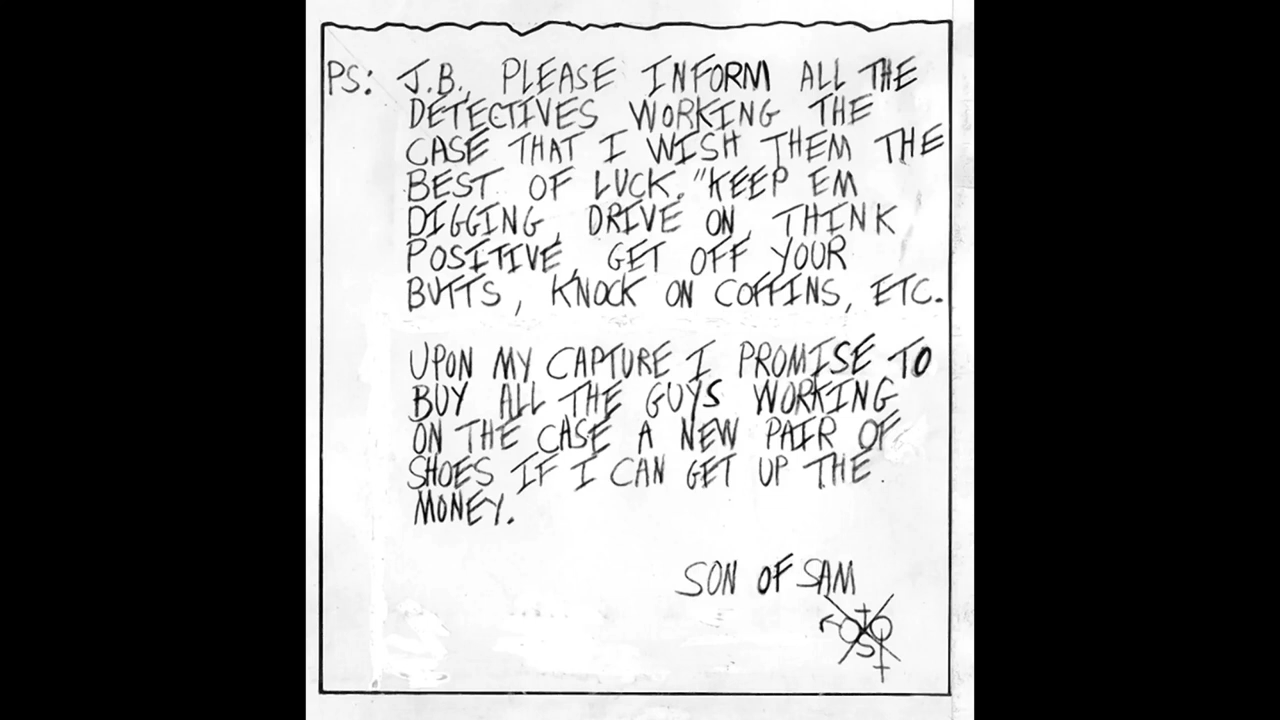 PS: J.B., PLEASE INFORM ALL THE
DETECTIVES WORKING THE
CASE THAT I WISH THEM THE
BEST OF LUCK. "KEEP EM
DIGGING, DRIVE ON, THINK
POSITIVE, GET OFF YOUR
BUTTS, KNOCK ON COFFINS, ETC.
UPON MY CAPTURE I PROMISE TO
BUY ALL THE GUYS WORKING
ON THE CASE A NEW PAIR OF
SHOES IF I CAN GET UP THE
MONEY.
SON OF SAM